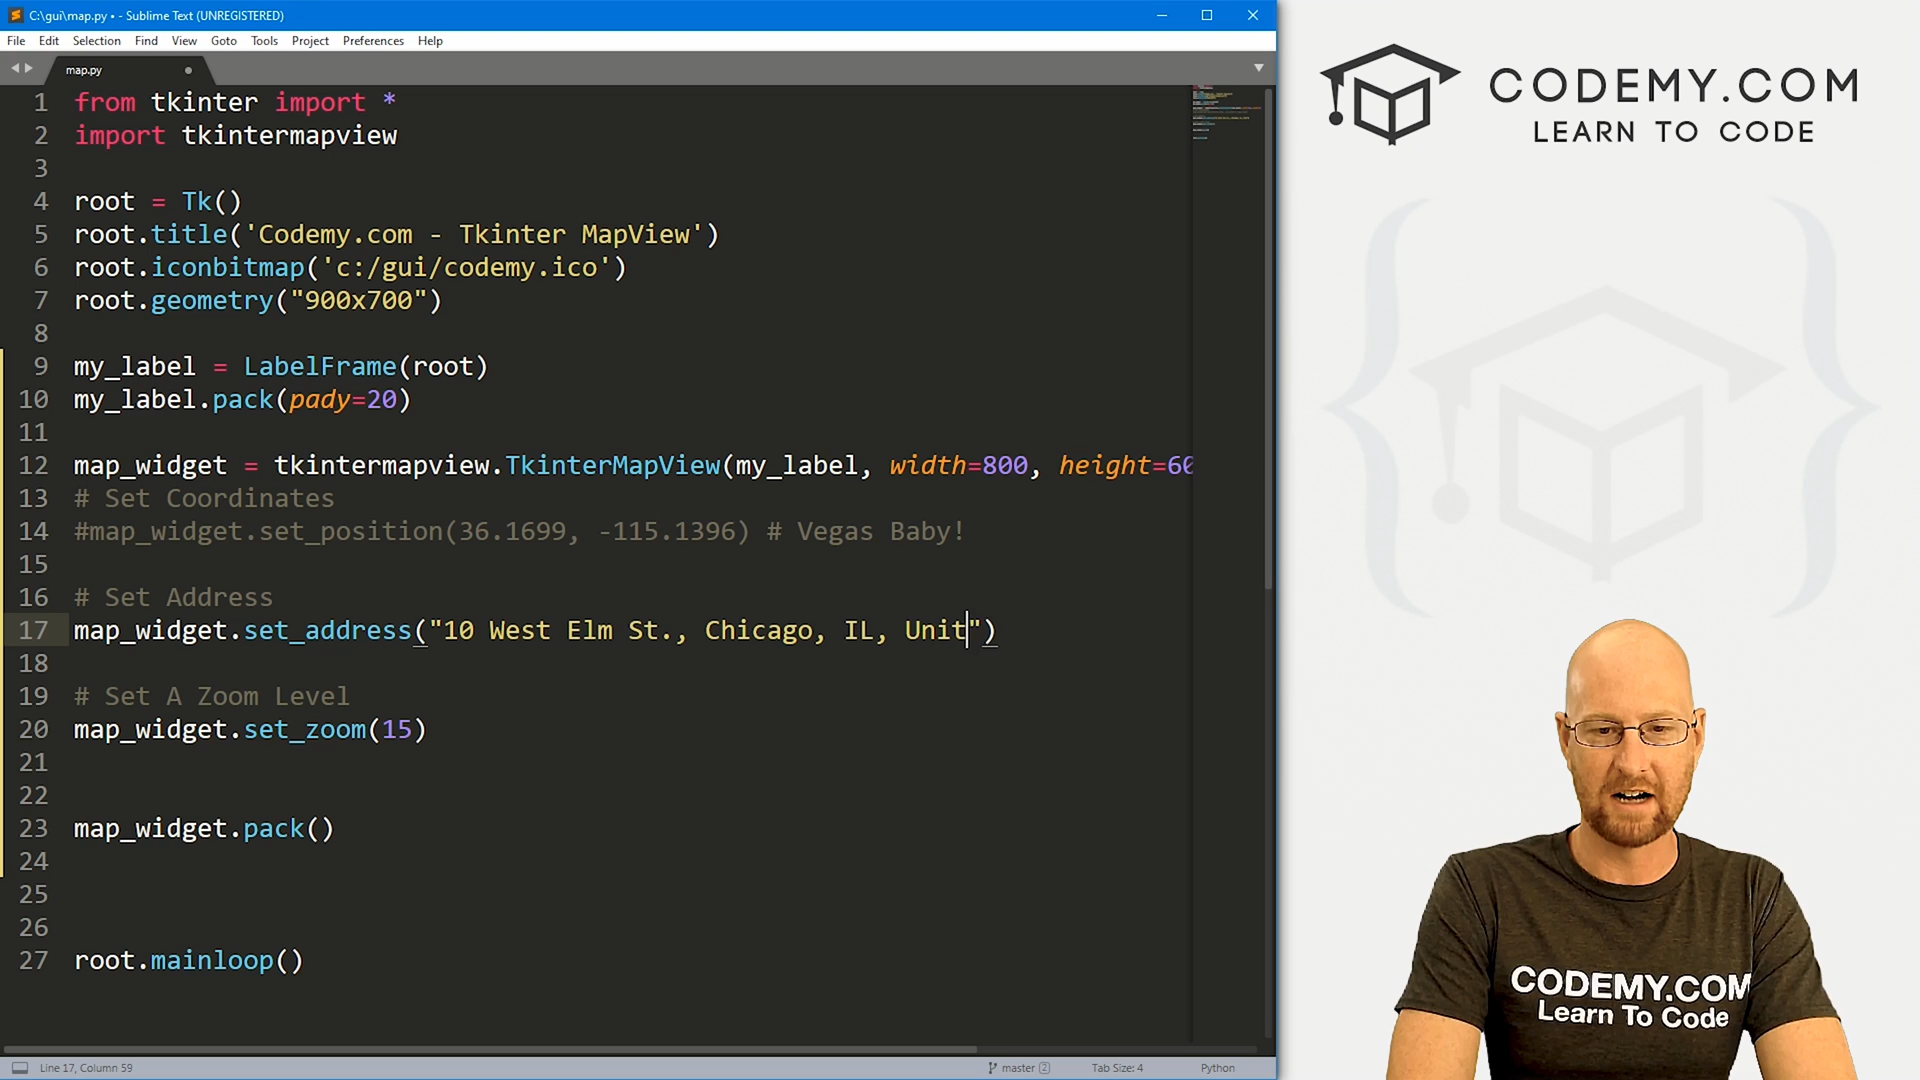 C:\gui\map.py • - Sublime Text (UNREGISTERED)
File Edit Selection Find View Goto Tools Project Preferences Help
map.py
1 from tkinter import *
2 import tkintermapview
3
4 root = Tk()
5 root.title('Codemy.com - Tkinter MapView')
6 root.iconbitmap('c:/gui/codemy.ico')
7 root.geometry("900x700")
8
9 my_label = LabelFrame(root)
10 my_label.pack(pady=20)
11
12 map_widget = tkintermapview.TkinterMapView(my_label, width=800, height=60
13 # Set Coordinates
14 #map_widget.set_position(36.1699, -115.1396) # Vegas Baby!
15
16 # Set Address
17 map_widget.set_address("10 West Elm St., Chicago, IL, Unit")
18
19 # Set A Zoom Level
20 map_widget.set_zoom(15)
21
22
23 map_widget.pack()
24
25
26
27 root.mainloop()
Line 17, Column 59
master 2
Tab Size: 4
Python
CODEMY.COM
LEARN TO CODE
CODEMY.COM
Learn To Code